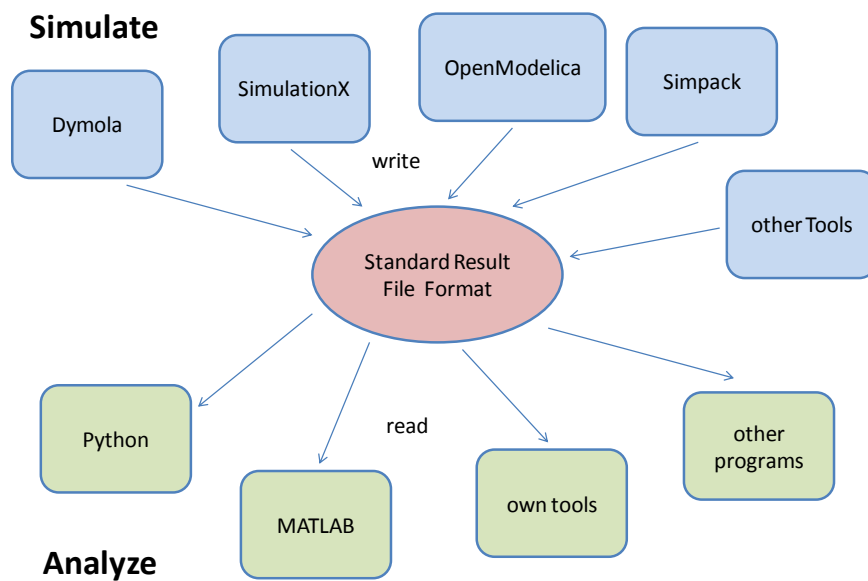 Simulate
Dymola
SimulationX
OpenModelica
Simpack
write
other Tools
Standard Result
File Format
Python
MATLAB
read
own tools
other
programs
Analyze